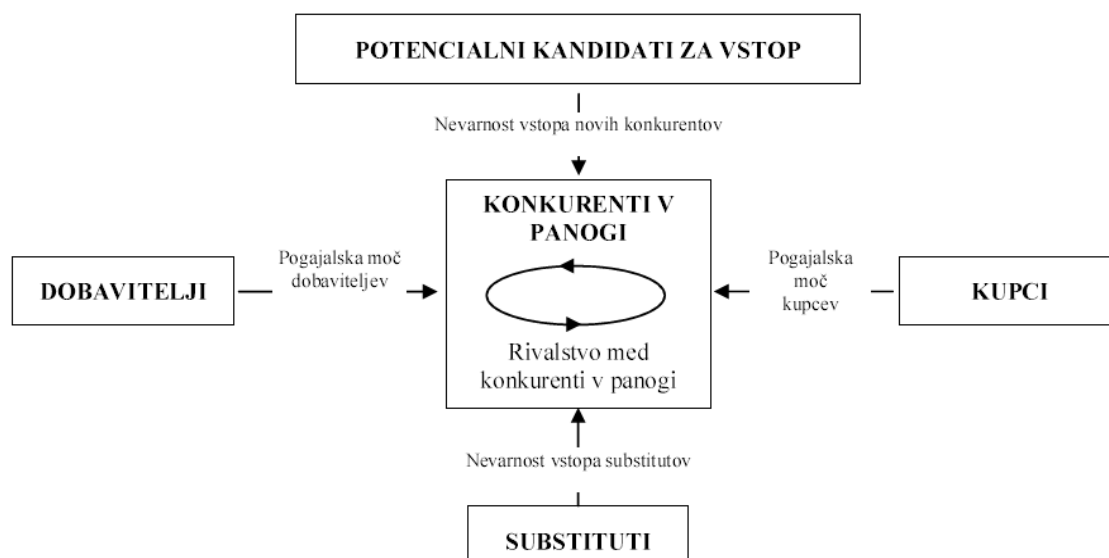 POTENCIALNI KANDIDATI ZA VSTOP
Nevarnost vstopa novih konkurentov
KONKURENTI V
PANOGI
Pogajalska moč
dobaviteljev
DOBAVITELJI
Pogajalska
moč
kupcev
KUPCI
Rivalstvo med
konkurenti v panogi
Nevarnost vstopa substitutov
SUBSTITUTI